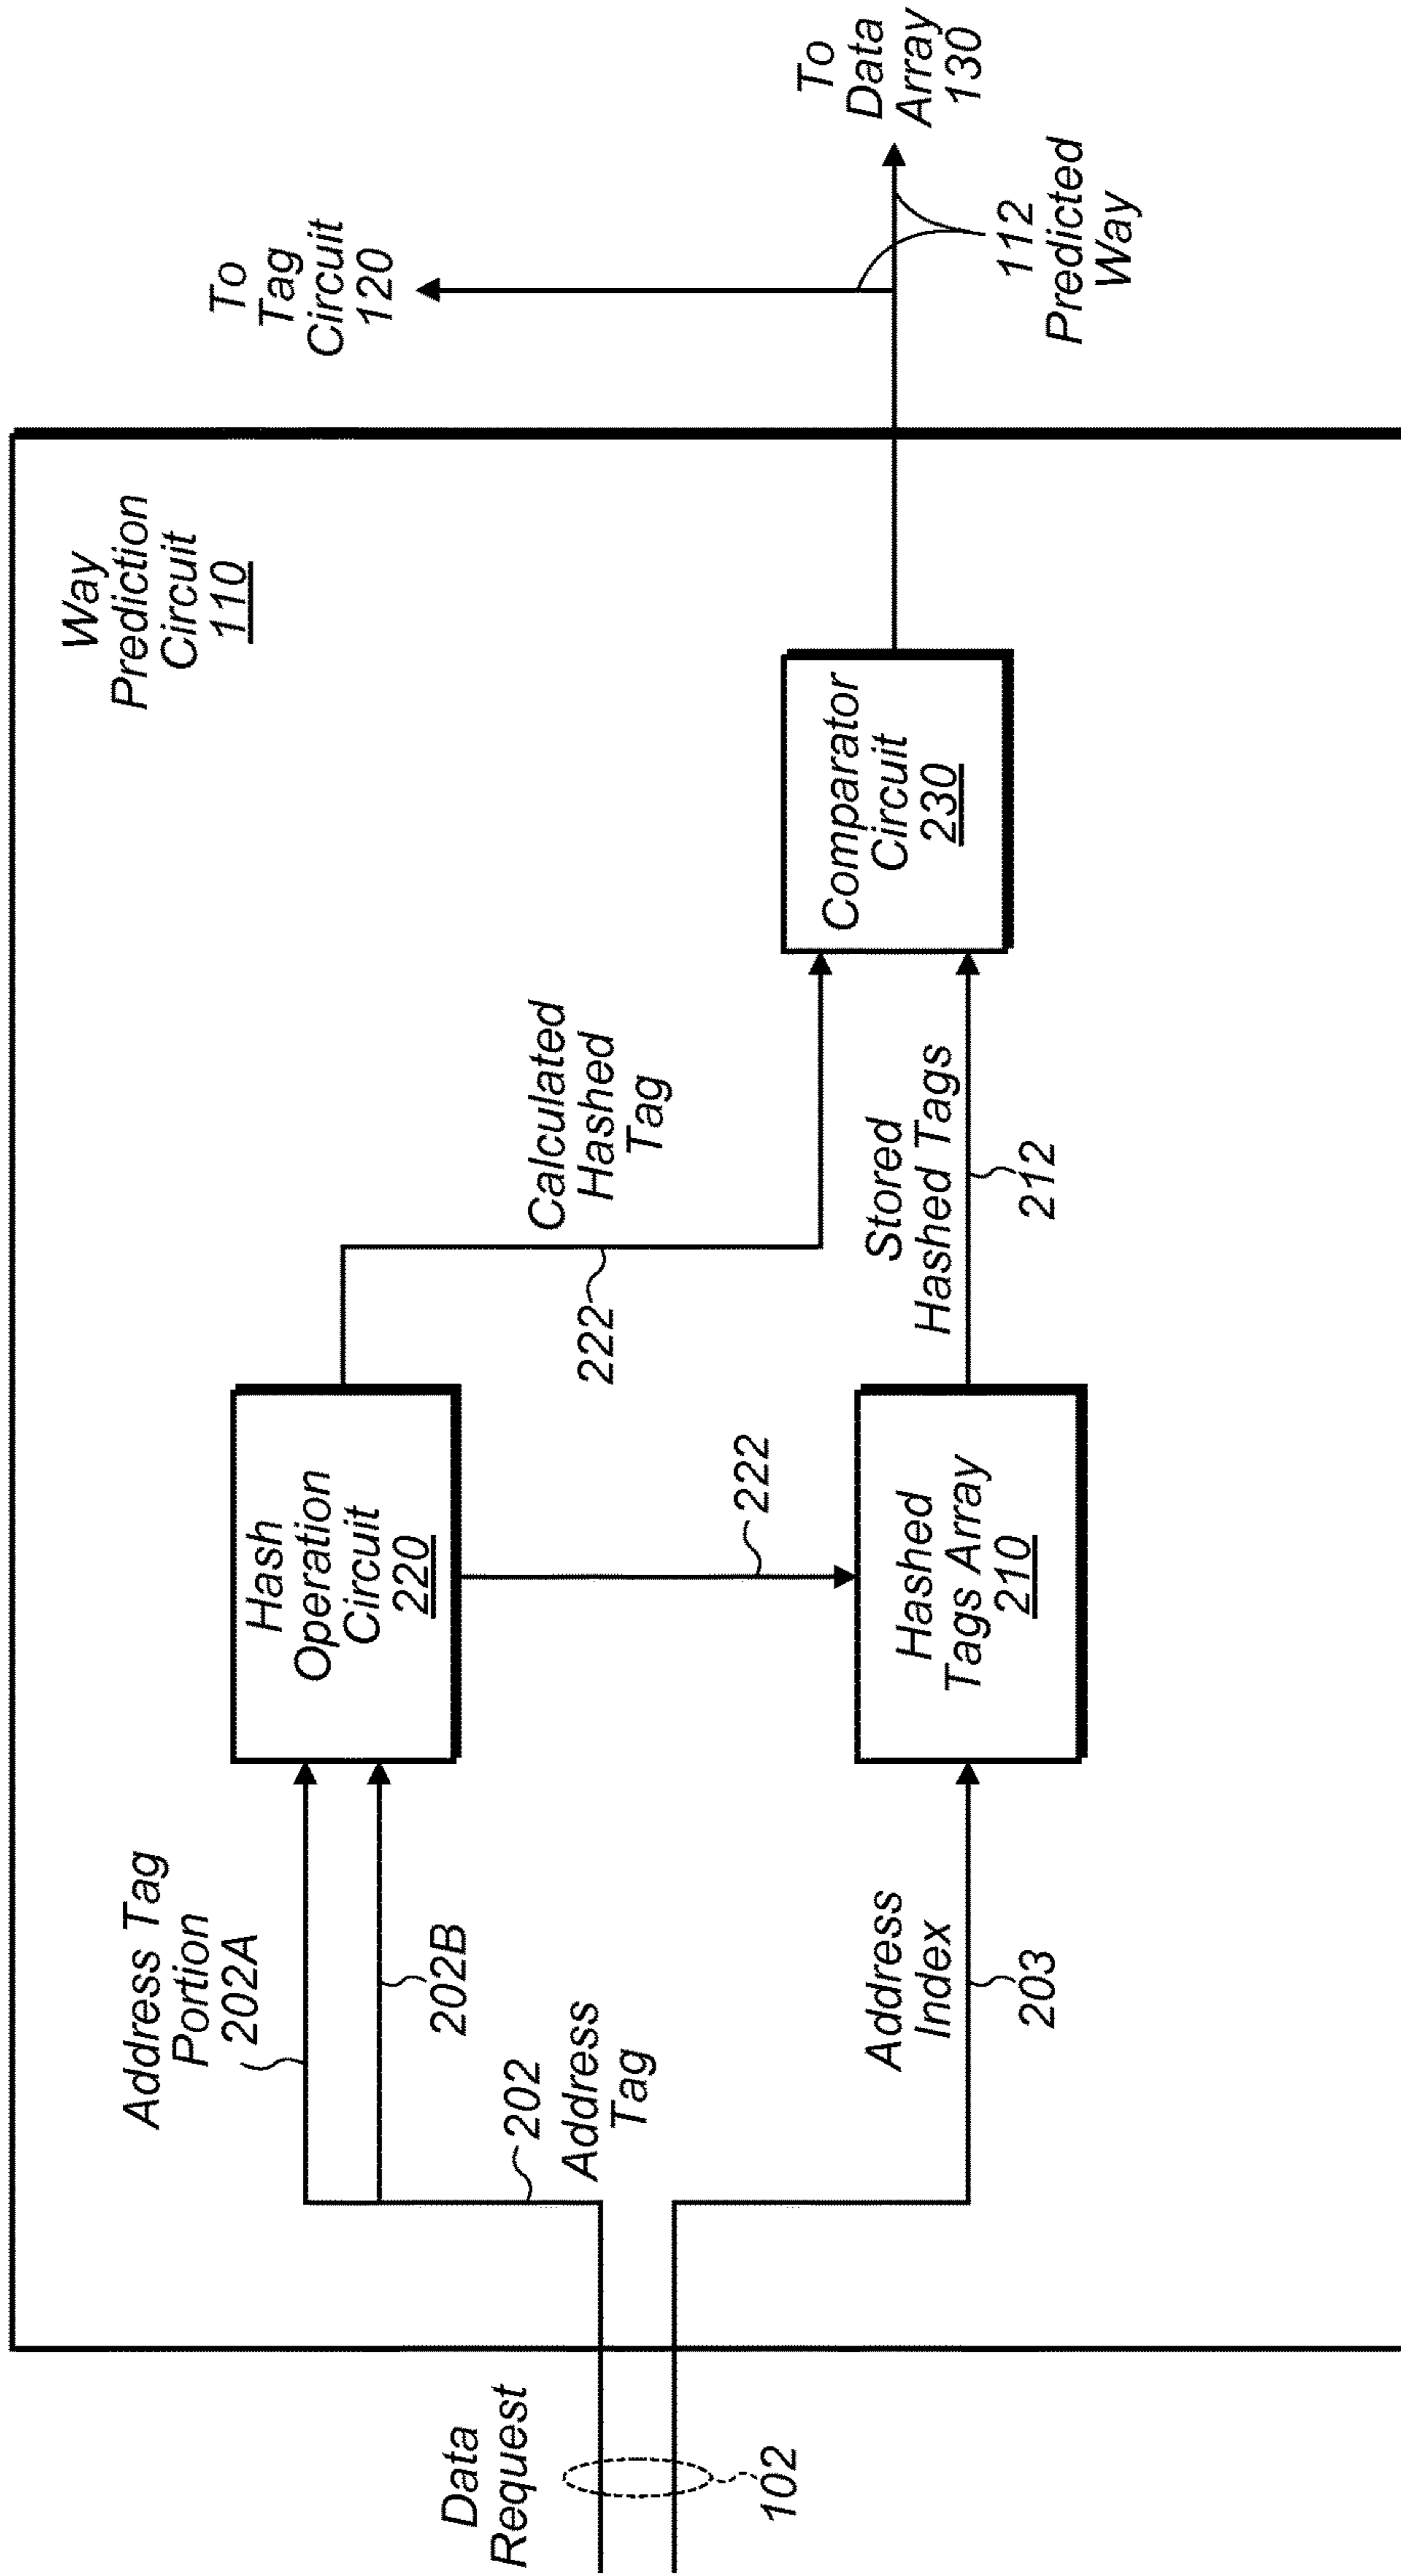 Way
Prediction
Circuit
110
To
Tag
Circuit
120
To
Data
Array
130
112
Predicted
Way
Address Tag
Portion
202A
202B
202
Address
Tag
Data
Request
102
Address
Index
203
Hash
Operation
Circuit
220
222
Hashed
Tags Array
210
Calculated
Hashed
Tag
222
Stored
Hashed Tags
212
Comparator
Circuit
230